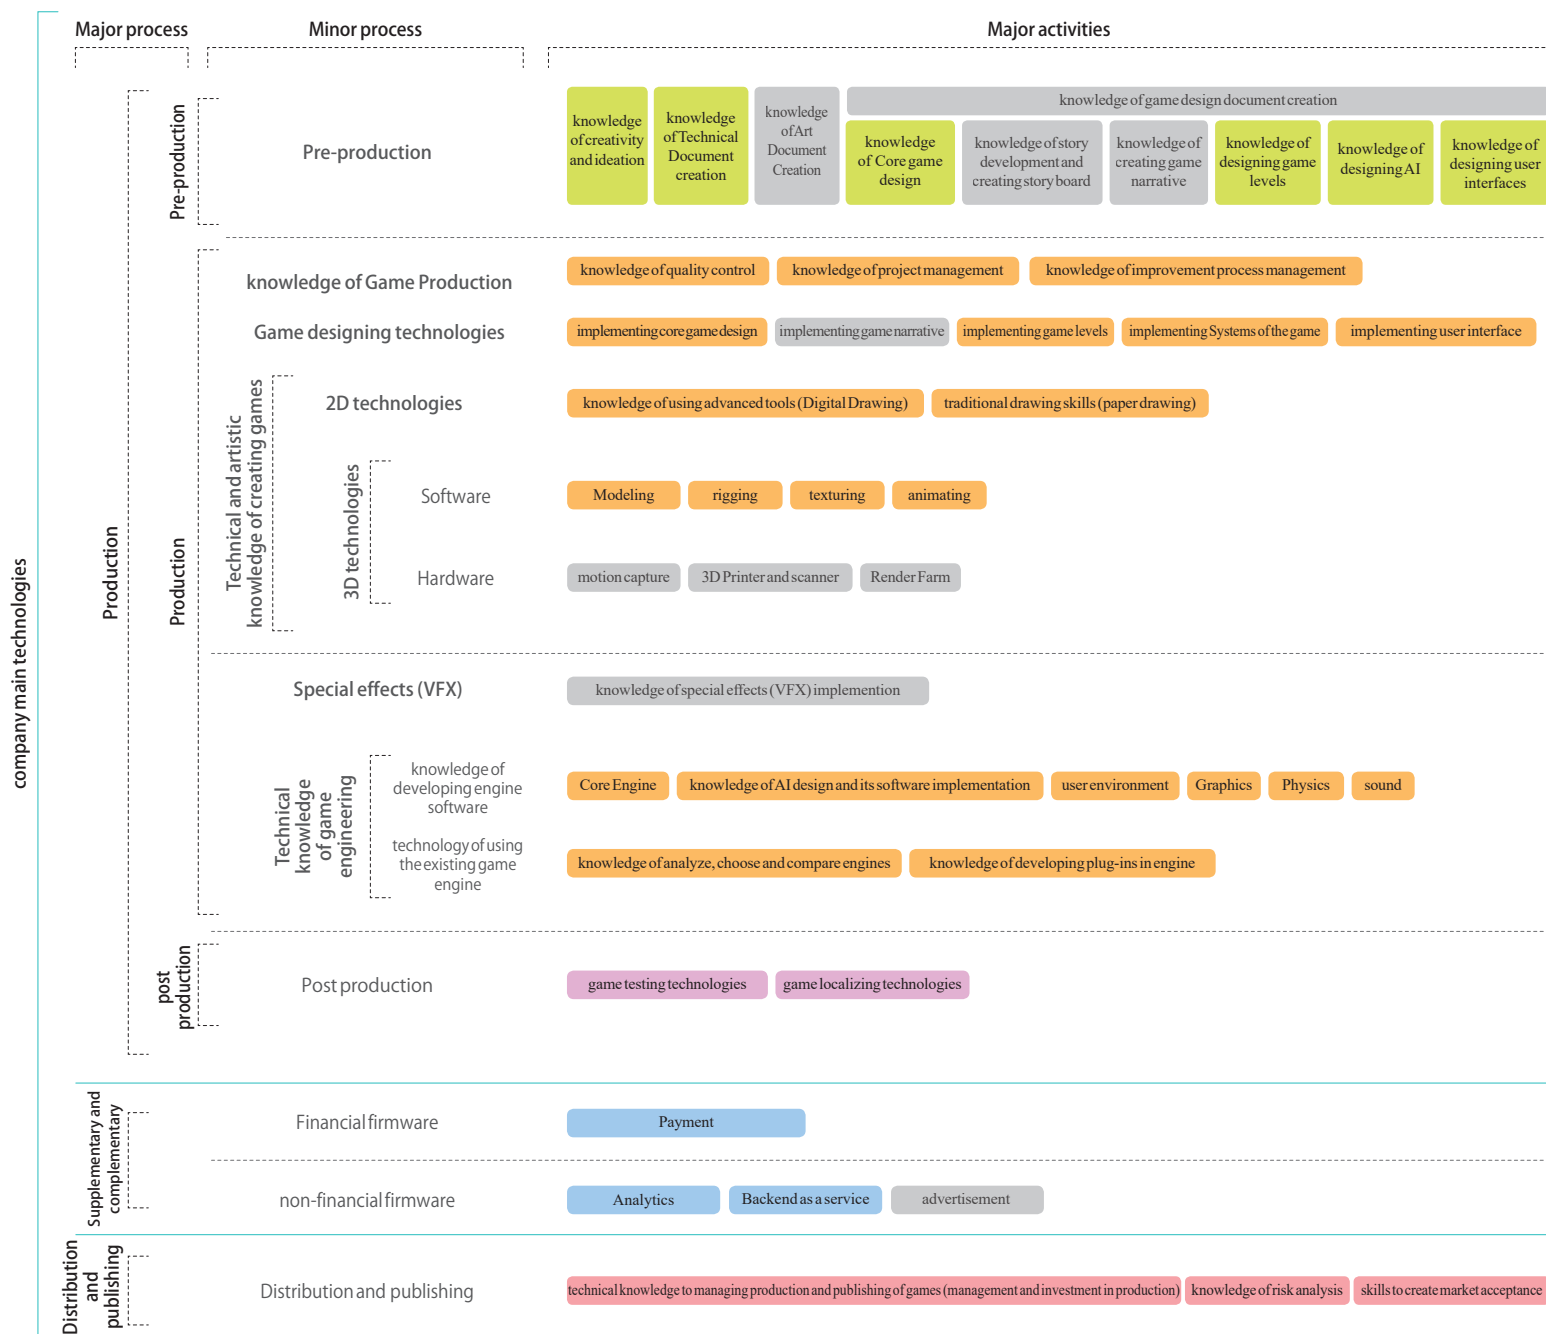 Major process
Minor process
Major activities
company main technologies
Production
Pre-production
Pre-production
knowledge
of creativity
and ideation
knowledge
of Technical
Document
creation
knowledge
of Art
Document
Creation
knowledge of game design document creation
knowledge
of Core game
design
knowledge of story
development and
creating story board
knowledge of
creating game
narrative
knowledge of
designing game
levels
knowledge of
designing AI
knowledge of
designing user
interfaces
Production
knowledge of Game Production
knowledge of quality control
knowledge of project management
knowledge of improvement process management
Game designing technologies
implementing core game design
implementing game narrative
implementing game levels
implementing Systems of the game
implementing user interface
Technical and artistic
knowledge of creating games
2D technologies
knowledge of using advanced tools (Digital Drawing)
traditional drawing skills (paper drawing)
3D technologies
Software
Modeling
rigging
texturing
animating
Hardware
motion capture
3D Printer and scanner
Render Farm
Special effects (VFX)
knowledge of special effects (VFX) implemention
Technical
knowledge
of game
engineering
knowledge of
developing engine
software
Core Engine
knowledge of AI design and its software implementation
user environment
Graphics
Physics
sound
technology of using
the existing game
engine
knowledge of analyze, choose and compare engines
knowledge of developing plug-ins in engine
post
production
Post production
game testing technologies
game localizing technologies
Supplementary and
complementary
Financial firmware
Payment
non-financial firmware
Analytics
Backend as a service
advertisement
Distribution
and
publishing
Distribution and publishing
technical knowledge to managing production and publishing of games (management and investment in production)
knowledge of risk analysis
skills to create market acceptance